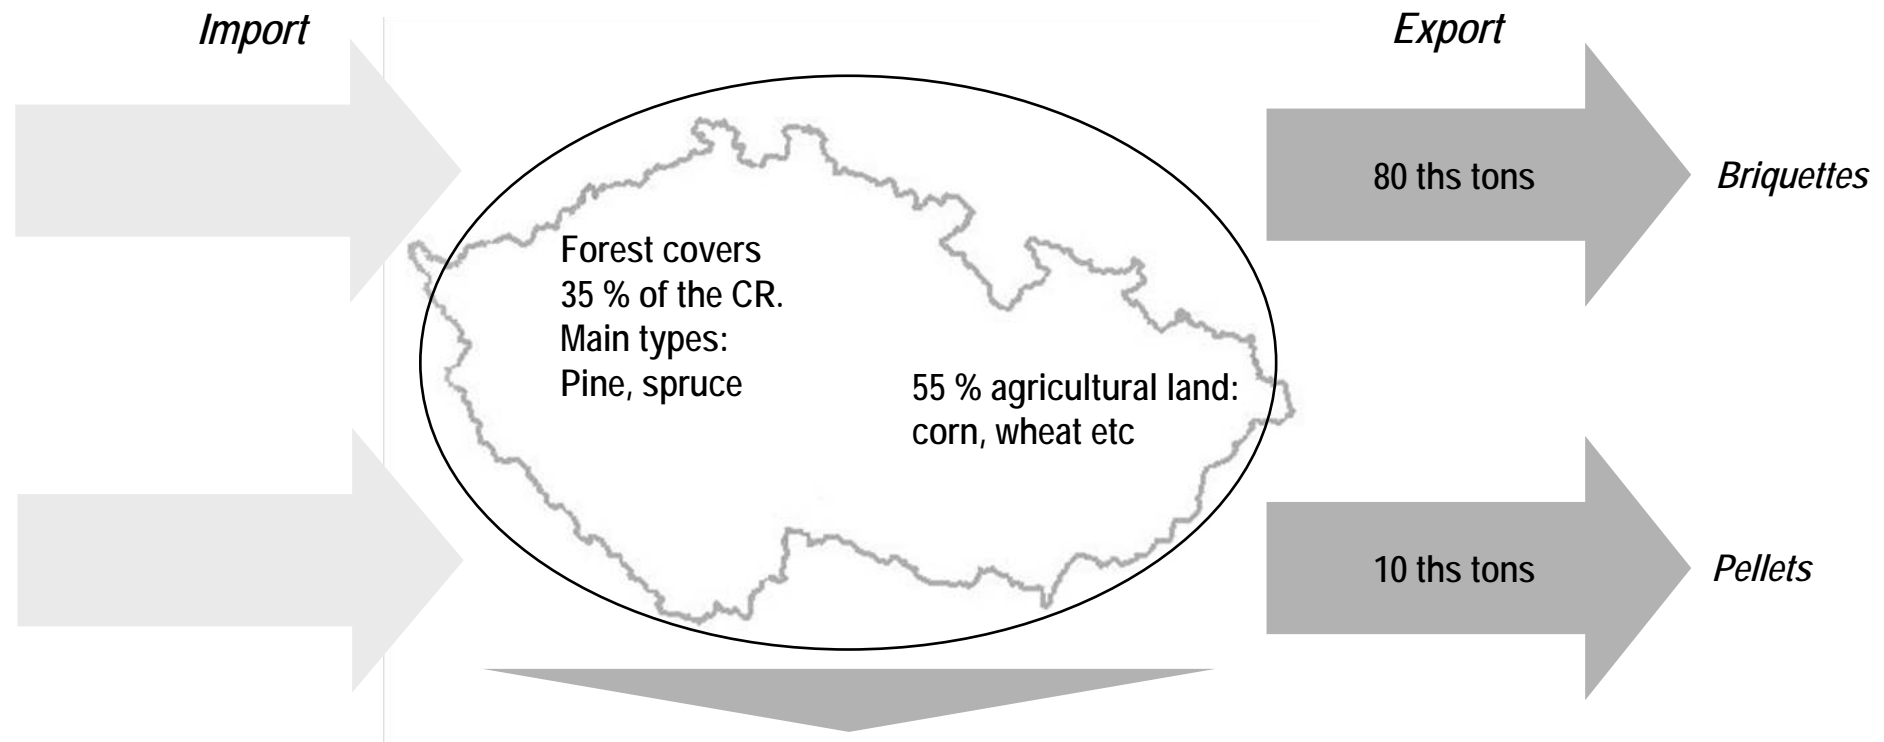 Import
Export
80 ths tons
Briquettes
Forest covers
35 % of the CR.
Main types:
Pine, spruce
55 % agricultural land:
corn, wheat etc
10 ths tons
Pellets